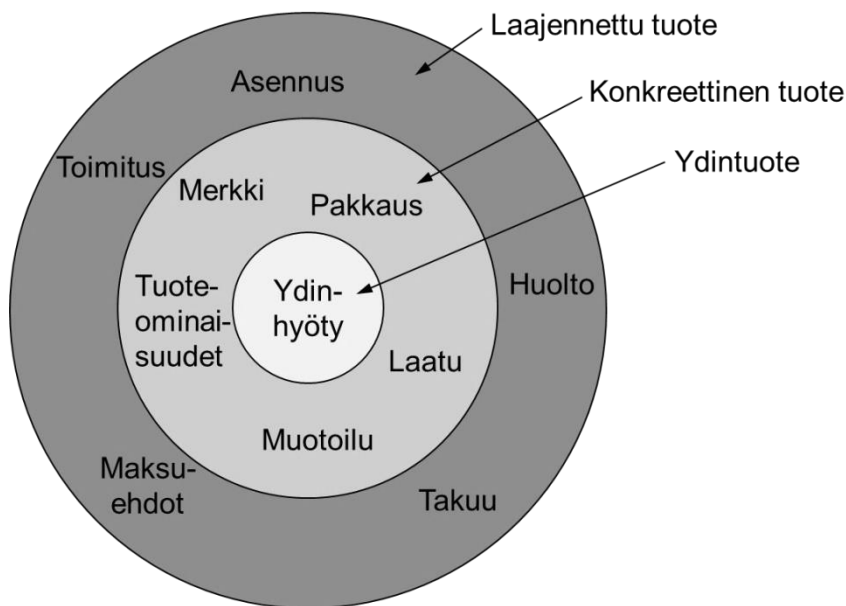 Laajennettu tuote
Asennus
Konkreettinen tuote
Toimitus
Ydintuote
Merkki
Pakkaus
Tuote-
ominai-
suudet
Ydin-
hyöty
Huolto
Laatu
Muotoilu
Maksu-
ehdot
Takuu